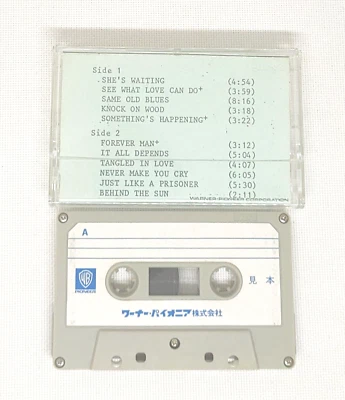 Side 1
SHE'S WAITING (4:54)
SEE WHAT LOVE CAN DO+ (3:59)
SAME OLD BLUES (8:16)
KNOCK ON WOOD (3:18)
SOMETHING'S HAPPENING+ (3:22)
Side 2
FOREVER MAN+ (3:12)
IT ALL DEPENDS (5:04)
TANGLED IN LOVE (4:07)
NEVER MAKE YOU CRY (6:05)
JUST LIKE A PRISONER (5:30)
BEHIND THE SUN (2:11)
WARNER-PIONEER CORPORATION
A
WB
PIONEER
見本
ワーナー・パイオニア株式会社